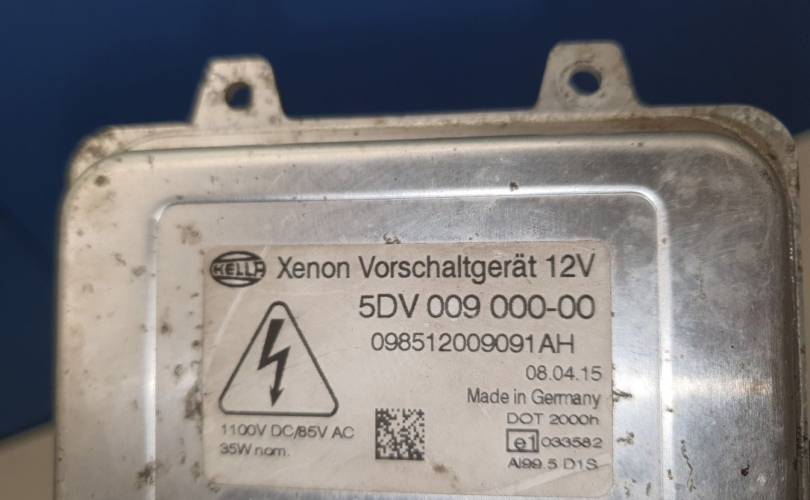 HELLA Xenon Vorschaltgerät 12V
5DV 009 000-00
098512009091AH
08.04.15
Made in Germany
DOT 2000h
1100V DC/85V AC
e1 033582
35W nom.
Al99.5 D1S